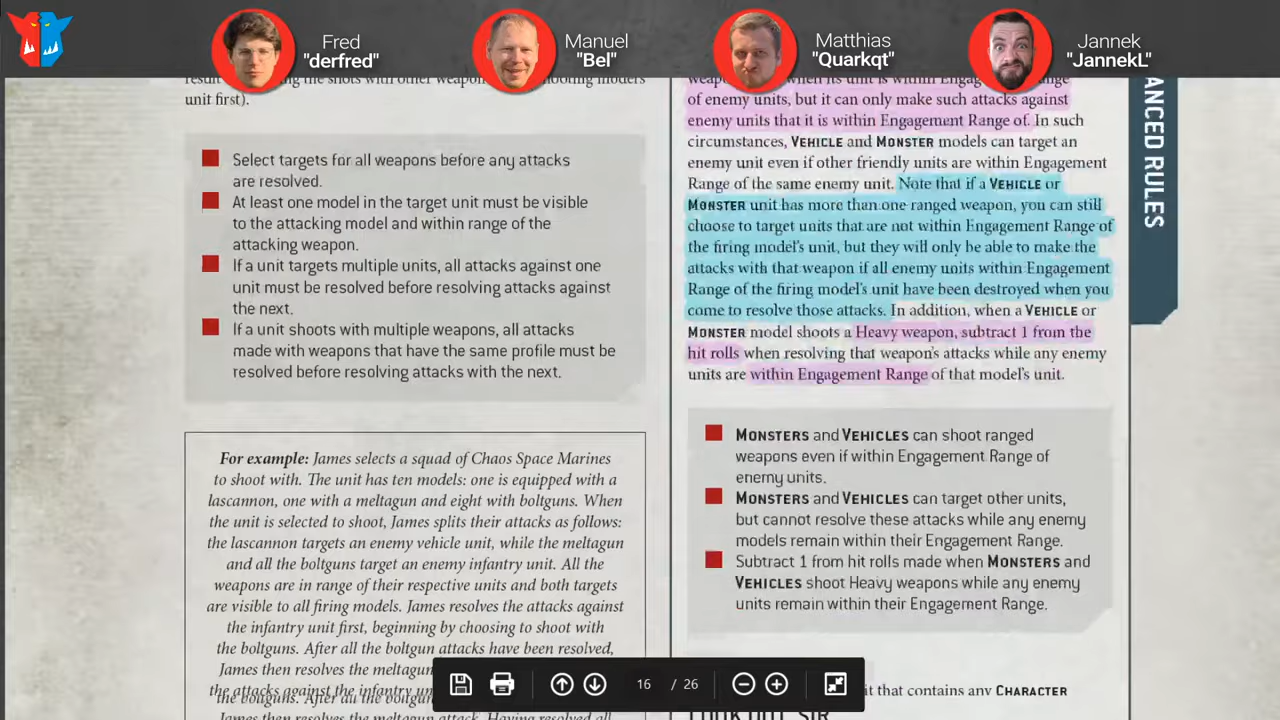 Fred
"derfred"
Manuel
"Bel"
Matthias
"Quarkqt"
Jannek
"JannekL"
unit first).
Select targets for all weapons before any attacks
are resolved.
At least one model in the target unit must be visible
to the attacking model and within range of the
attacking weapon.
If a unit targets multiple units, all attacks against one
unit must be resolved before resolving attacks against
the next.
If a unit shoots with multiple weapons, all attacks
made with weapons that have the same profile must be
resolved before resolving attacks with the next.
For example: James selects a squad of Chaos Space Marines
to shoot with. The unit has ten models: one is equipped with a
lascannon, one with a meltagun and eight with boltguns. When
the unit is selected to shoot, James splits their attacks as follows:
the lascannon targets an enemy vehicle unit, while the meltagun
and all the boltguns target an enemy infantry unit. All the
weapons are in range of their respective units and both targets
are visible to all firing models. James resolves the attacks against
the infantry unit first, beginning by choosing to shoot with
the boltguns. After all the boltgun attacks have been resolved,
James then resolves the meltagun
the attacks against the infantry
James then resolves the meltagun attack. Having resolved all
of enemy units, but it can only make such attacks against
enemy units that it is within Engagement Range of. In such
circumstances, VEHICLE and MONSTER models can target an
enemy unit even if other friendly units are within Engagement
Range of the same enemy unit. Note that if a VEHICLE or
MONSTER unit has more than one ranged weapon, you can still
choose to target units that are not within Engagement Range of
the firing model's unit, but they will only be able to make the
attacks with that weapon if all enemy units within Engagement
Range of the firing model's unit have been destroyed when you
come to resolve those attacks. In addition, when a VEHICLE or
MONSTER model shoots a Heavy weapon, subtract 1 from the
hit rolls when resolving that weapon's attacks while any enemy
units are within Engagement Range of that model's unit.
MONSTERS and VEHICLES can shoot ranged
weapons even if within Engagement Range of
enemy units.
MONSTERS and VEHICLES can target other units,
but cannot resolve these attacks while any enemy
models remain within their Engagement Range.
Subtract 1 from hit rolls made when MONSTERS and
VEHICLES shoot Heavy weapons while any enemy
units remain within their Engagement Range.
that contains any CHARACTER
LOOK OUT, SIR
ANCED RULES
16 / 26